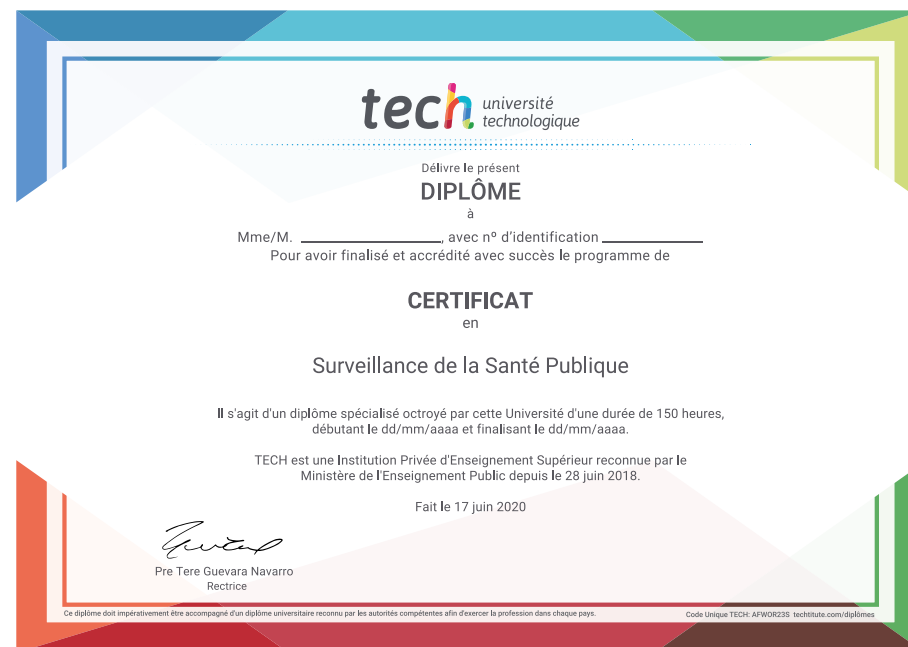 tech université
technologique
Délivre le présent
DIPLÔME
à
Mme/M. ____________________, avec nº d'identification ______________
Pour avoir finalisé et accrédité avec succès le programme de
CERTIFICAT
en
Surveillance de la Santé Publique
Il s'agit d'un diplôme spécialisé octroyé par cette Université d'une durée de 150 heures,
débutant le dd/mm/aaaa et finalisant le dd/mm/aaaa.
TECH est une Institution Privée d'Enseignement Supérieur reconnue par le
Ministère de l'Enseignement Public depuis le 28 juin 2018.
Fait le 17 juin 2020
Pre Tere Guevara Navarro
Rectrice
Ce diplôme doit impérativement être accompagné d'un diplôme universitaire reconnu par les autorités compétentes afin d'exercer la profession dans chaque pays.
Code Unique TECH: AFWOR23S techtitute.com/diplômes